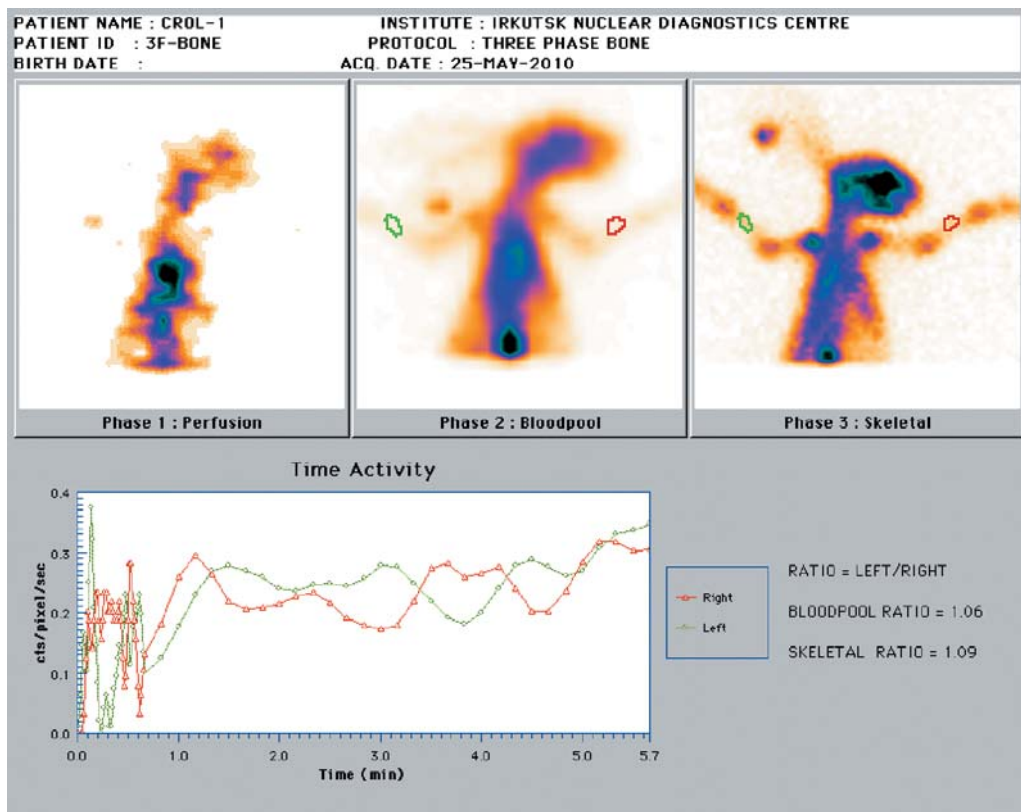 PATIENT NAME : CROL-1 INSTITUTE : IRKUTSK NUCLEAR DIAGNOSTICS CENTRE
PATIENT ID : 3F-BONE PROTOCOL : THREE PHASE BONE
BIRTH DATE : ACQ. DATE : 25-MAY-2010
Phase 1 : Perfusion Phase 2 : Bloodpool Phase 3 : Skeletal
Time Activity
cts/pixel/sec
0.4
0.3
0.2
0.1
0.0
0.0 1.0 2.0 3.0 4.0 5.0 5.7
Time (min)
Right
Left
RATIO = LEFT/RIGHT
BLOODPOOL RATIO = 1.06
SKELETAL RATIO = 1.09